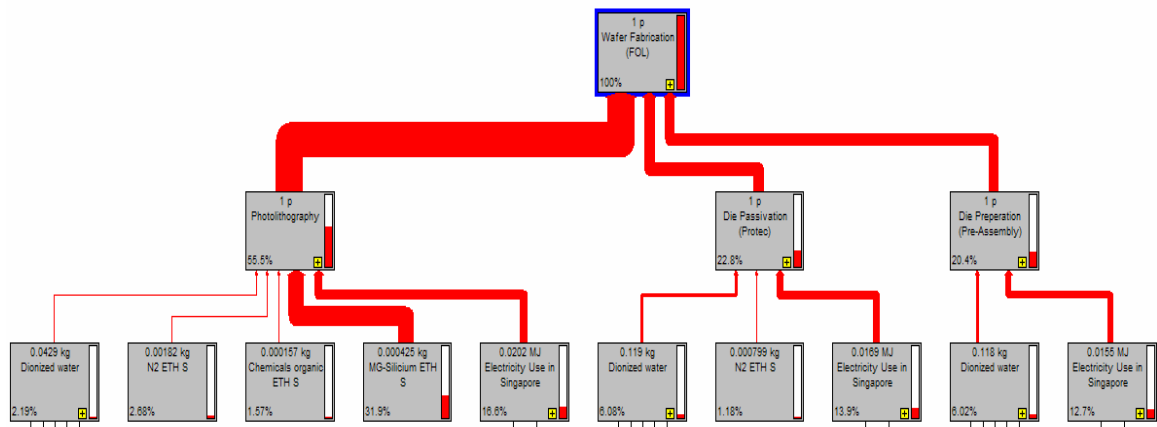 1 p
Wafer Fabrication
(FOL)
100%
1 p
Photolithography
55.5%
1 p
Die Passivation
(Protec)
22.8%
1 p
Die Preperation
(Pre-Assembly)
20.4%
0.0429 kg
Dionized water
2.19%
0.00182 kg
N2 ETH S
2.68%
0.000157 kg
Chemicals organic
ETH S
1.57%
0.000425 kg
MG-Silicium ETH
S
31.9%
0.0202 MJ
Electricity Use in
Singapore
16.6%
0.119 kg
Dionized water
6.08%
0.000799 kg
N2 ETH S
1.18%
0.0169 MJ
Electricity Use in
Singapore
13.9%
0.118 kg
Dionized water
6.02%
0.0155 MJ
Electricity Use in
Singapore
12.7%